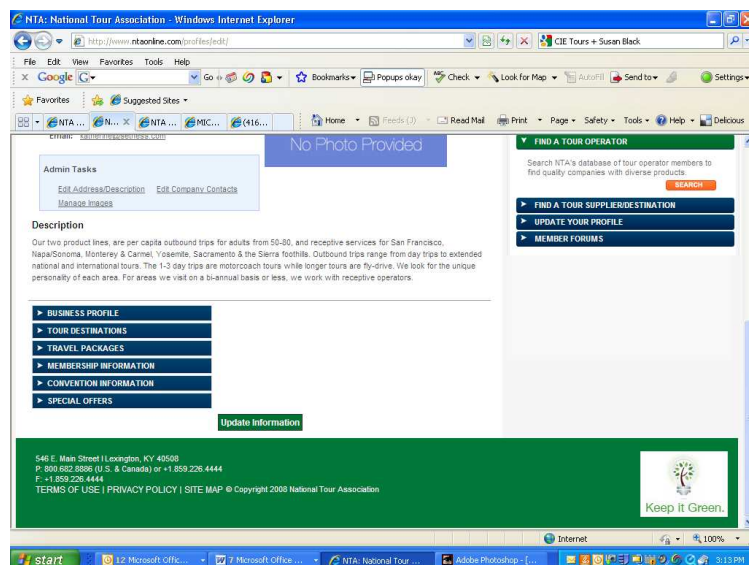 NTA: National Tour Association - Windows Internet Explorer
http://www.ntaonline.com/profiles/edit/
CIE Tours + Susan Black
File Edit View Favorites Tools Help
x Google G Go Bookmarks Popups okay Check Look for Map AutoFill Send to Settings
Favorites Suggested Sites
NTA ... N... X NTA ... MIC... (416... Home Feeds (J) Read Mail Print Page Safety Tools Help Delicious
No Photo Provided
Admin Tasks
Edit Address/Description Edit Company Contacts
Manage Images
Description
Our two product lines, are per capita outbound trips for adults from 50-80, and receptive services for San Francisco,
Napa/Sonoma, Monterey & Carmel, Yosemite, Sacramento & the Sierra foothills. Outbound trips range from day trips to extended
national and international tours. The 1-3 day trips are motorcoach tours while longer tours are fly-drive. We look for the unique
personality of each area. For areas we visit on a bi-annual basis or less, we work with receptive operators.
BUSINESS PROFILE
TOUR DESTINATIONS
TRAVEL PACKAGES
MEMBERSHIP INFORMATION
CONVENTION INFORMATION
SPECIAL OFFERS
Update Information
FIND A TOUR OPERATOR
Search NTA's database of tour operator members to
find quality companies with diverse products.
SEARCH
FIND A TOUR SUPPLIER/DESTINATION
UPDATE YOUR PROFILE
MEMBER FORUMS
546 E. Main Street I Lexington, KY 40508
P: 800.682.8886 (U.S. & Canada) or +1.859.226.4444
F: +1.859.226.4444
TERMS OF USE | PRIVACY POLICY | SITE MAP © Copyright 2008 National Tour Association
Keep it Green.
Internet 100%
start 12 Microsoft Offic... 7 Microsoft Office ... NTA: National Tour ... Adobe Photoshop - [... 3:13 PM